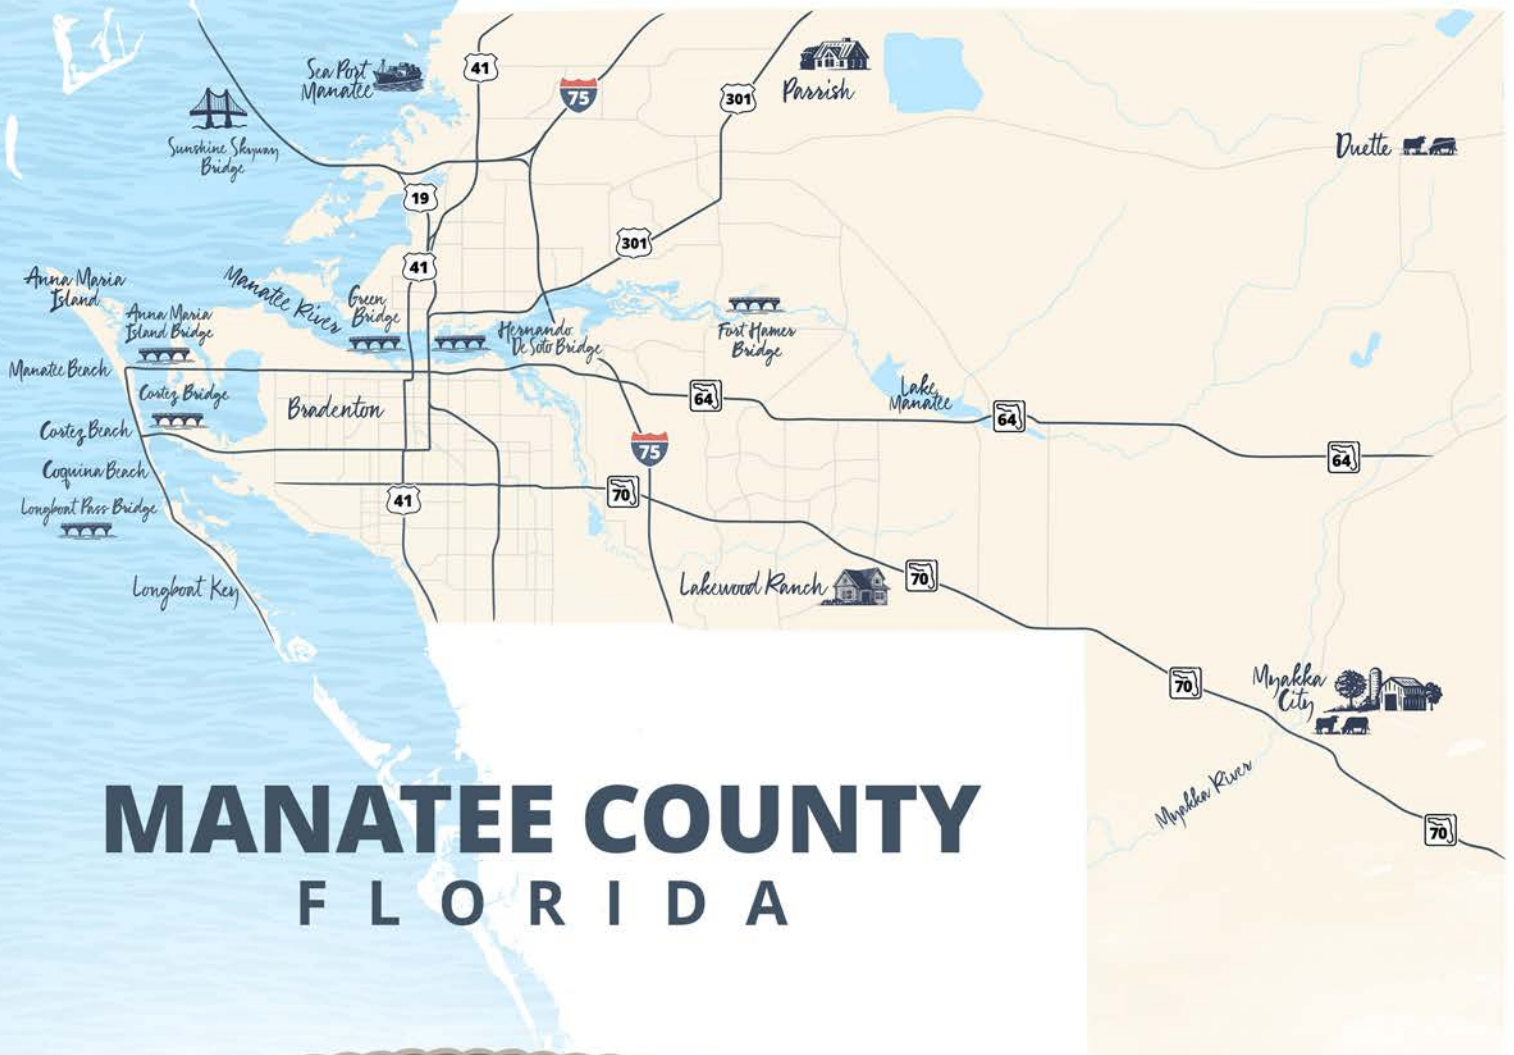 41
Sea Port
Manatee
75
301
Parrish
Sunshine Skyway
Bridge
Duette
19
301
41
Anna Maria
Island
Manatee River
Green
Bridge
Anna Maria
Island Bridge
Hernando
De Soto Bridge
Fort Hamer
Bridge
Manatee Beach
Cortez Bridge
Bradenton
64
Lake
Manatee
64
Cortez Beach
75
64
Coquina Beach
41
70
Longboat Pass Bridge
Longboat Key
Lakewood Ranch
70
70
Myakka
City
Myakka River
70
MANATEE COUNTY
FLORIDA